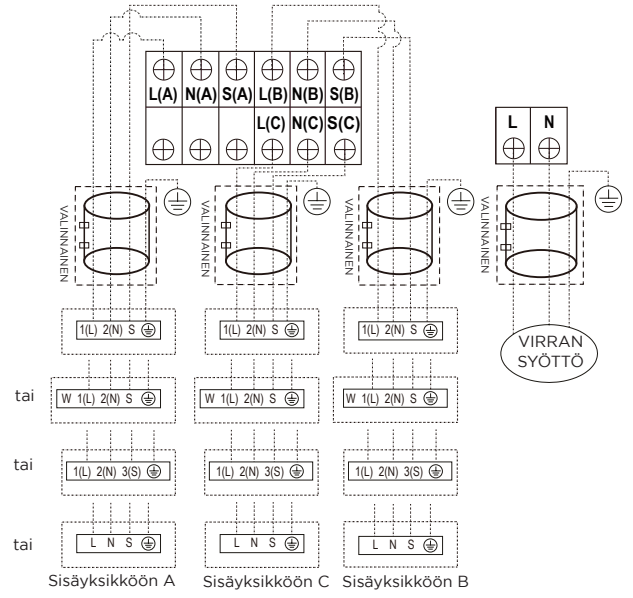 L(A) N(A) S(A) L(B) N(B) S(B)
L(C) N(C) S(C)
L N
VALINNAINEN
VALINNAINEN
VALINNAINEN
VALINNAINEN
VIRRAN
SYÖTTÖ
1(L) 2(N) S
1(L) 2(N) S
1(L) 2(N) S
tai
W 1(L) 2(N) S
W 1(L) 2(N) S
W 1(L) 2(N) S
tai
1(L) 2(N) 3(S)
1(L) 2(N) 3(S)
1(L) 2(N) 3(S)
tai
L N S
L N S
L N S
Sisäyksikköön A
Sisäyksikköön C
Sisäyksikköön B